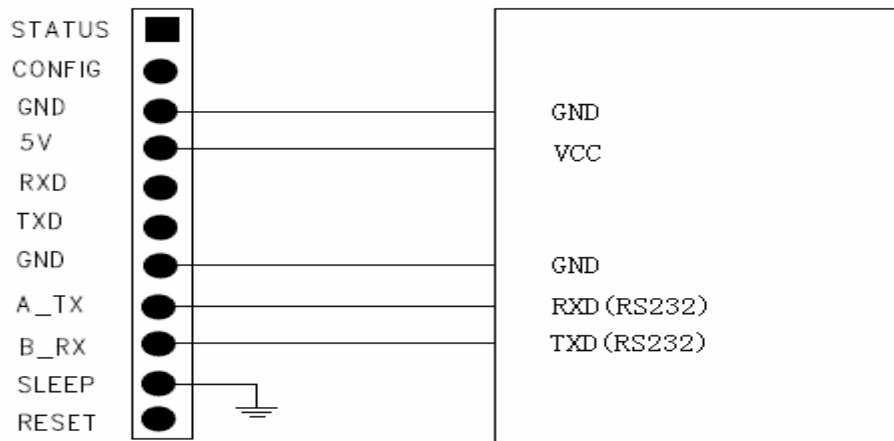 STATUS
CONFIG
GND
5V
RXD
TXD
GND
A_TX
B_RX
SLEEP
RESET
GND
VCC
GND
RXD(RS232)
TXD(RS232)